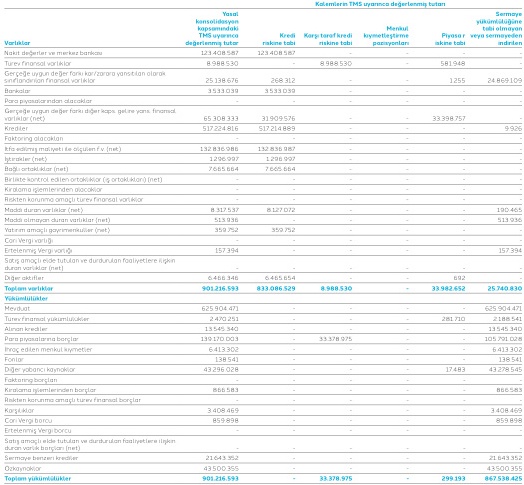 Kalemlerin TMS uyarınca değerlenmiş tutarı
Varlıklar Yasal konsolidasyon kapsamındaki TMS uyarınca değerlenmiş tutar Kredi riskine tabi Karşı taraf kredi riskine tabi Menkul kıymetleştirme pozisyonları Piyasa r iskine tabi Sermaye yükümlülüğüne tabi olmayan veya sermayeden indirilen
Nakit değerler ve merkez bankası 123.408.587 123.408.587 - - - -
Türev finansal varlıklar 8.988.530 - 8.988.530 - 581.948 -
Gerçeğe uygun değer farkı kar/zarara yansıtılan olarak
sınıflandırılan finansal varlıklar 25.138.676 268.312 - - 1.255 24.869.109
Bankalar 3.533.039 3.533.039 - - - -
Para piyasalarından alacaklar - - - - - -
Gerçeğe uygun değer farkı diğer kaps. gelire yans. finansal
varlıklar (net) 65.308.333 31.909.576 - - 33.398.757 -
Krediler 517.224.816 517.214.889 - - - 9.926
Faktoring alacakları - - - - - -
İtfa edilmiş maliyeti ile ölçülen f.v. (net) 132.836.986 132.836.987 - - - -
İştirakler (net) 1.296.997 1.296.997 - - - -
Bağlı ortaklıklar (net) 7.665.664 7.665.664 - - - -
Birlikte kontrol edilen ortaklıklar (iş ortaklıkları) (net) - - - - - -
Kiralama işlemlerinden alacaklar - - - - - -
Riskten korunma amaçlı türev finansal varlıklar - - - - - -
Maddi duran varlıklar (net) 8.317.537 8.127.072 - - - 190.465
Maddi olmayan duran varlıklar (net) 513.936 - - - - 513.936
Yatırım amaçlı gayrimenkuller (net) 359.752 359.752 - - - -
Cari Vergi varlığı - - - - - -
Ertelenmiş Vergi varlığı 157.394 - - - - 157.394
Satış amaçlı elde tutulan ve durdurulan faaliyetlere ilişkin
duran varlıklar (net) - - - - - -
Diğer aktifler 6.466.346 6.465.654 - - 692 -
Toplam varlıklar 901.216.593 833.086.529 8.988.530 - 33.982.652 25.740.830
Yükümlülükler
Mevduat 625.904.471 - - - - 625.904.471
Türev finansal yükümlülükler 2.470.251 - - - 281.710 2.188.541
Alınan krediler 13.545.340 - - - - 13.545.340
Para piyasalarına borçlar 139.170.003 - 33.378.975 - - 105.791.028
İhraç edilen menkul kıymetler 6.413.302 - - - - 6.413.302
Fonlar 138.541 - - - - 138.541
Diğer yabancı kaynaklar 43.296.028 - - - 17.483 43.278.545
Faktoring borçları - - - - - -
Kiralama işlemlerinden borçlar 866.583 - - - - 866.583
Riskten korunma amaçlı türev finansal borçlar - - - - - -
Karşılıklar 3.408.469 - - - - 3.408.469
Cari Vergi borcu 859.898 - - - - 859.898
Ertelenmiş Vergi borcu - - - - - -
Satış amaçlı elde tutulan ve durdurulan faaliyetlere ilişkin
duran varlık borçları (net) - - - - - -
Sermaye benzeri krediler 21.643.352 - - - - 21.643.352
Özkaynaklar 43.500.355 - - - - 43.500.355
Toplam yükümlülükler 901.216.593 - 33.378.975 - 299.193 867.538.425